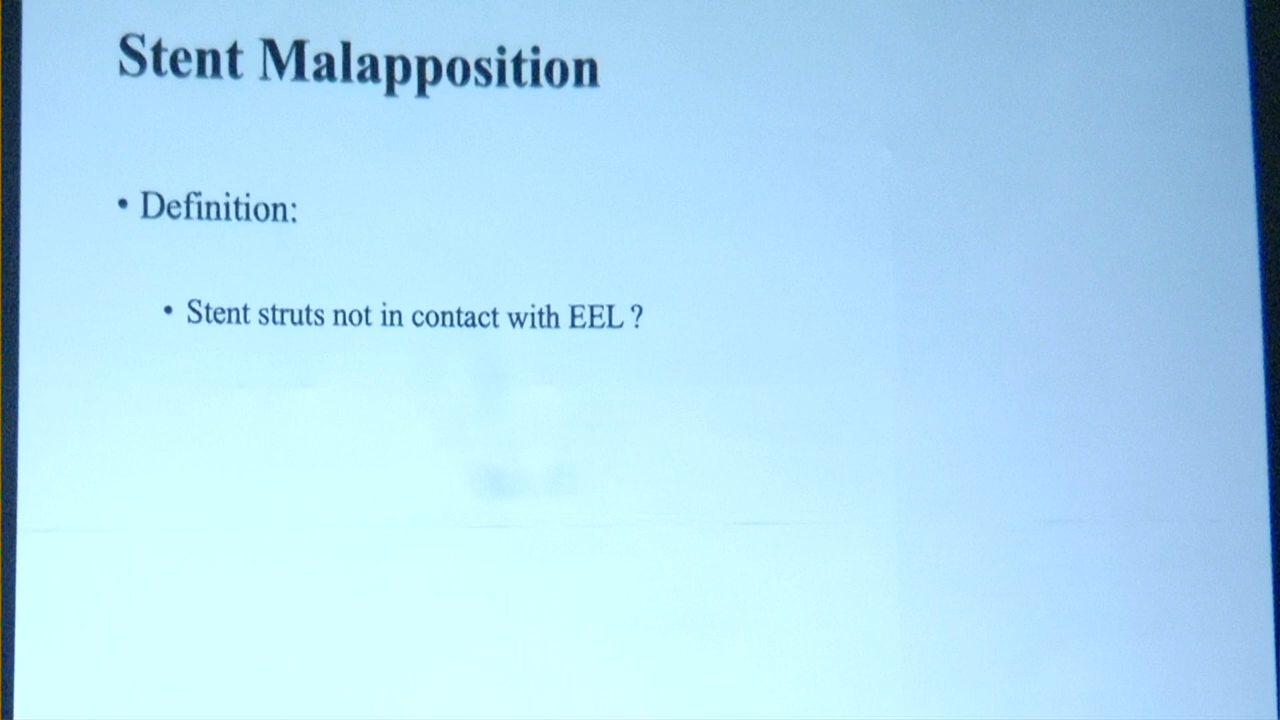 Stent Malapposition
• Definition:
• Stent struts not in contact with EEL ?